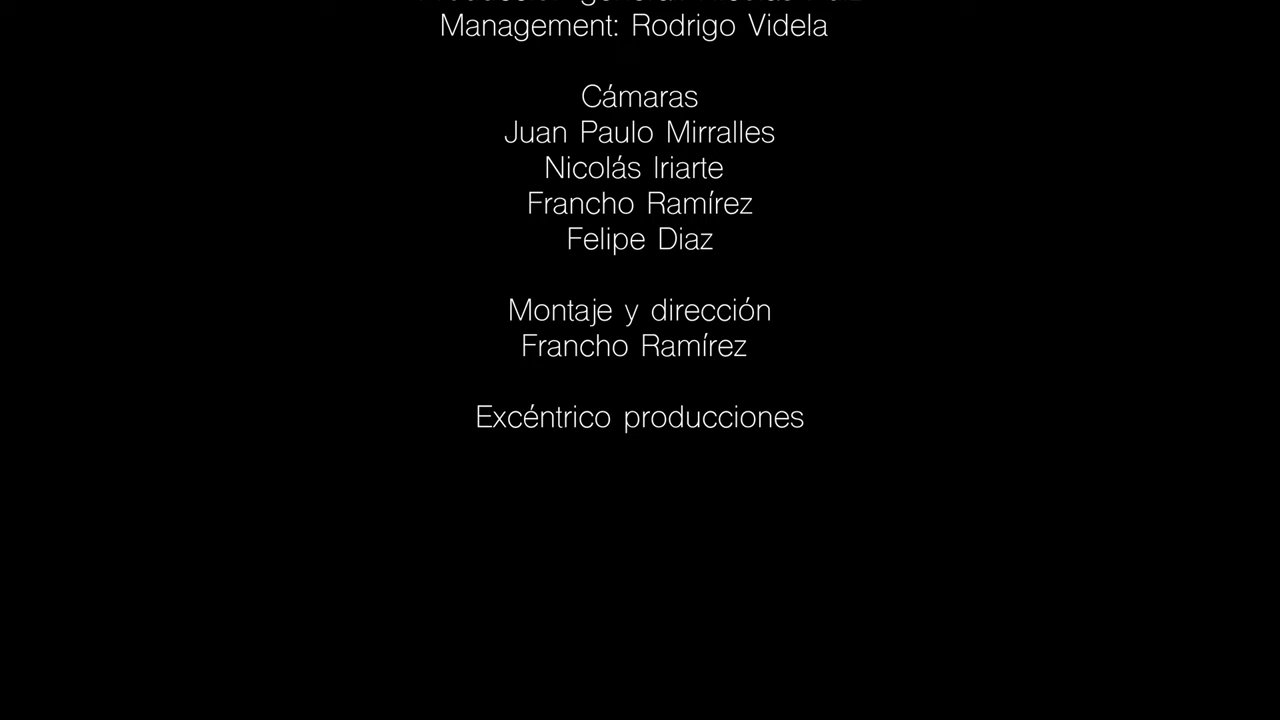 Management: Rodrigo Videla
Cámaras
Juan Paulo Mirralles
Nicolás Iriarte
Francho Ramírez
Felipe Diaz
Montaje y dirección
Francho Ramírez
Excéntrico producciones